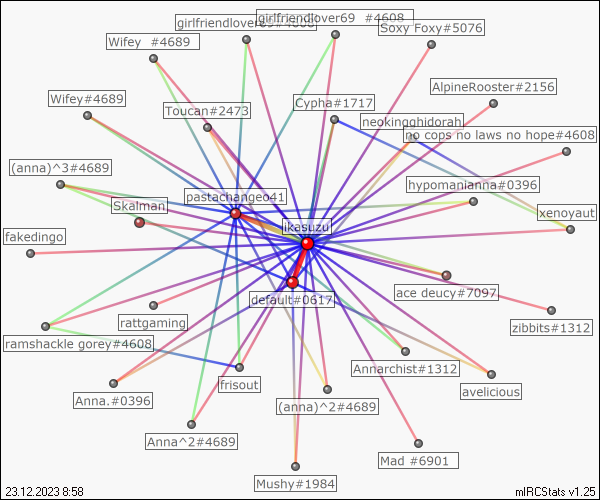 girlfriendlover69#4608
girlfriendlover69 #4608
Soxy Foxy#5076
Wifey #4689
AlpineRooster#2156
Wifey#4689
Toucan#2473
Cypha#1717
neokingghidorah
no cops no laws no hope#4608
(anna)^3#4689
pastachange041
hypomanianna#0396
Skalman
ikasuzu
xenoyaut
fakedingo
default#0617
ace deucy#7097
rattgaming
zibbits#1312
ramshackle gorey#4608
Annarchist#1312
frisout
avelicious
Anna.#0396
(anna)^2#4689
Anna^2#4689
Mad #6901
Mushy#1984
23.12.2023 8:58
mIRCStats v1.25